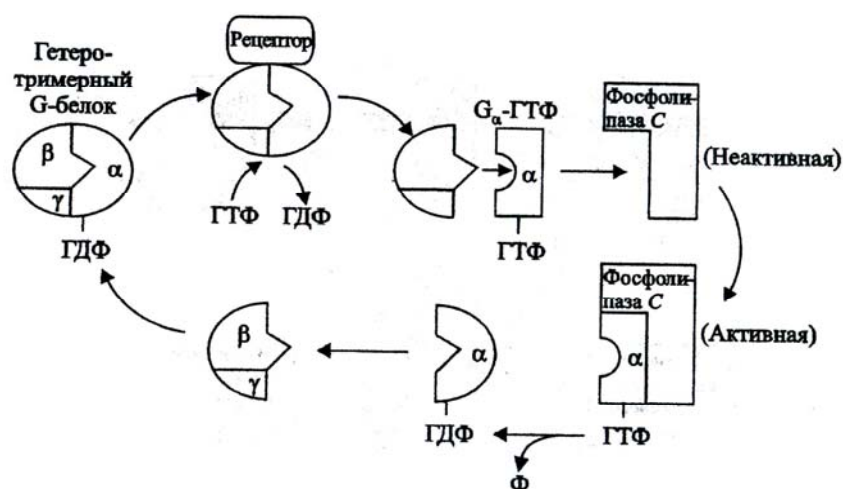 Рецептор
Гетеро-
тримерный
G-белок
β
α
γ
ГДФ
ГТФ
ГДФ
Gα-ГТФ
α
ГТФ
Фосфоли-
паза C
(Неактивная)
Фосфоли-
паза C
(Активная)
α
ГТФ
Ф
α
ГДФ
β
γ